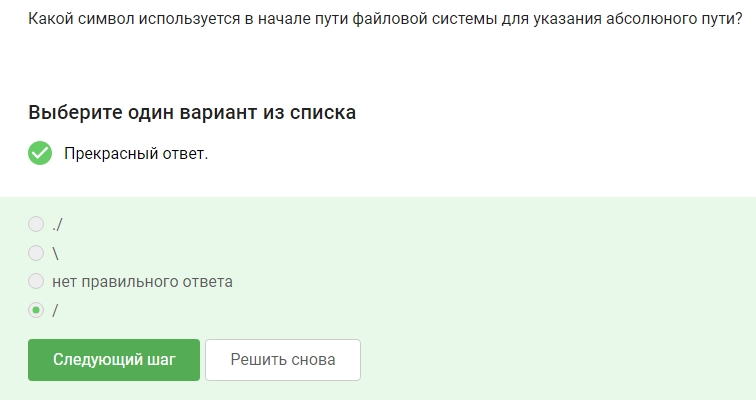 Какой символ используется в начале пути файловой системы для указания абсолюного пути?
Выберите один вариант из списка
Прекрасный ответ.
./
\
нет правильного ответа
/
Следующий шаг
Решить снова